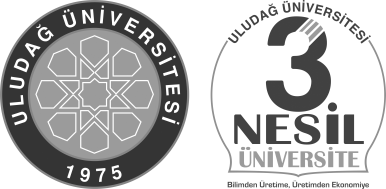 ULUDAĞ ÜNİVERSİTESİ
1975
ULUDAĞ ÜNİVERSİTESİ
3
NESİL
ÜNİVERSİTE
Bilimden Üretime, Üretimden Ekonomiye